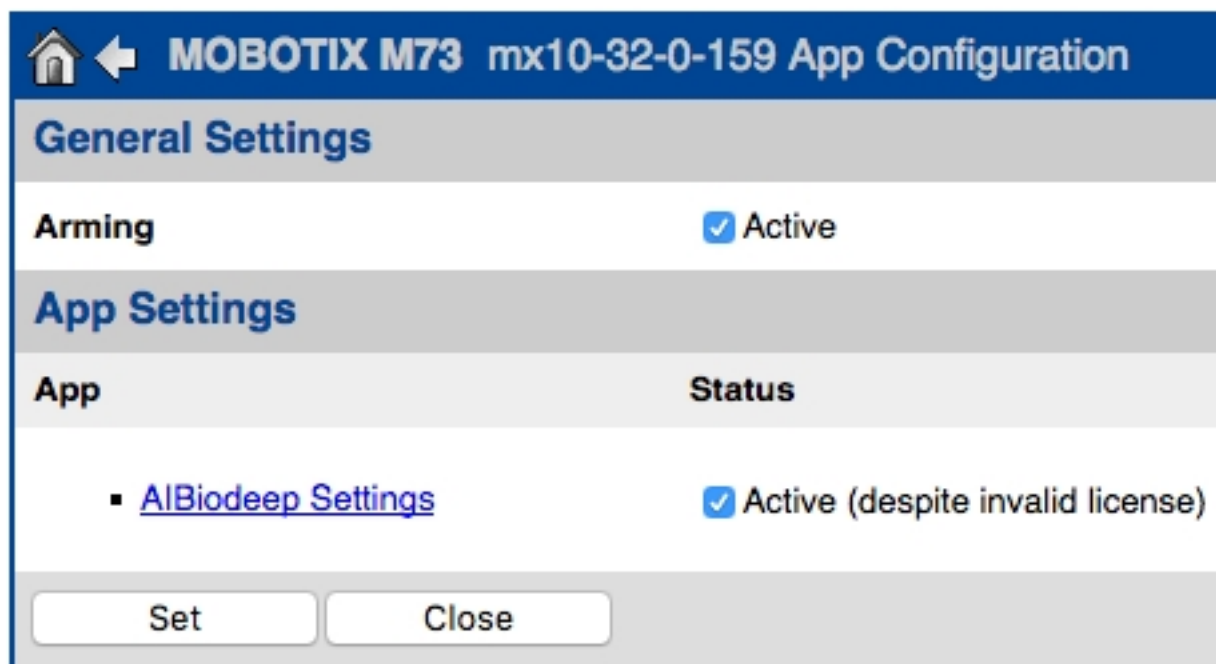 MOBOTIX M73 mx10-32-0-159 App Configuration
General Settings
Arming Active
App Settings
App Status
AIBiodeep Settings Active (despite invalid license)
Set Close